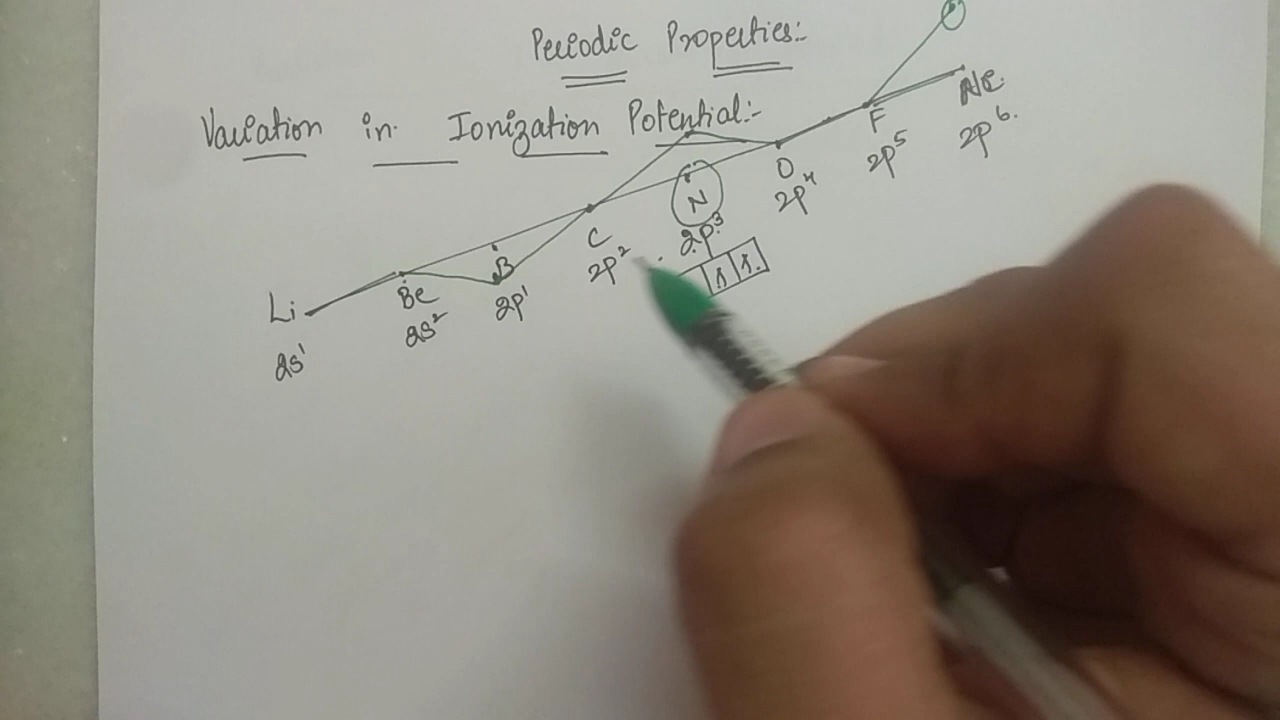 Periodic Properties:-
Variation in Ionization Potential:-
Li Be B C N O F Ne
2s¹ 2s² 2p¹ 2p² 2p³ 2p⁴ 2p⁵ 2p⁶